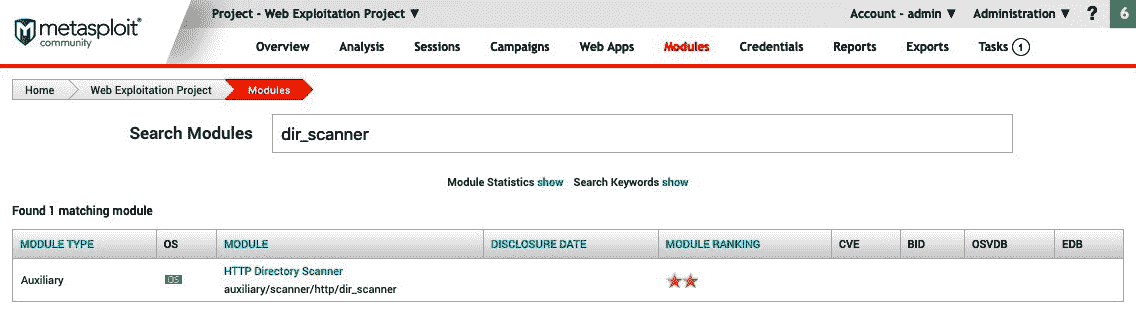 Project - Web Exploitation Project ▼ Account - admin ▼ Administration ▼ ? 6
metasploit®
community
Overview Analysis Sessions Campaigns Web Apps Modules Credentials Reports Exports Tasks 1
Home Web Exploitation Project Modules
Search Modules dir_scanner
Module Statistics show Search Keywords show
Found 1 matching module
MODULE TYPE OS MODULE DISCLOSURE DATE MODULE RANKING CVE BID OSVDB EDB
HTTP Directory Scanner
Auxiliary OS auxiliary/scanner/http/dir_scanner